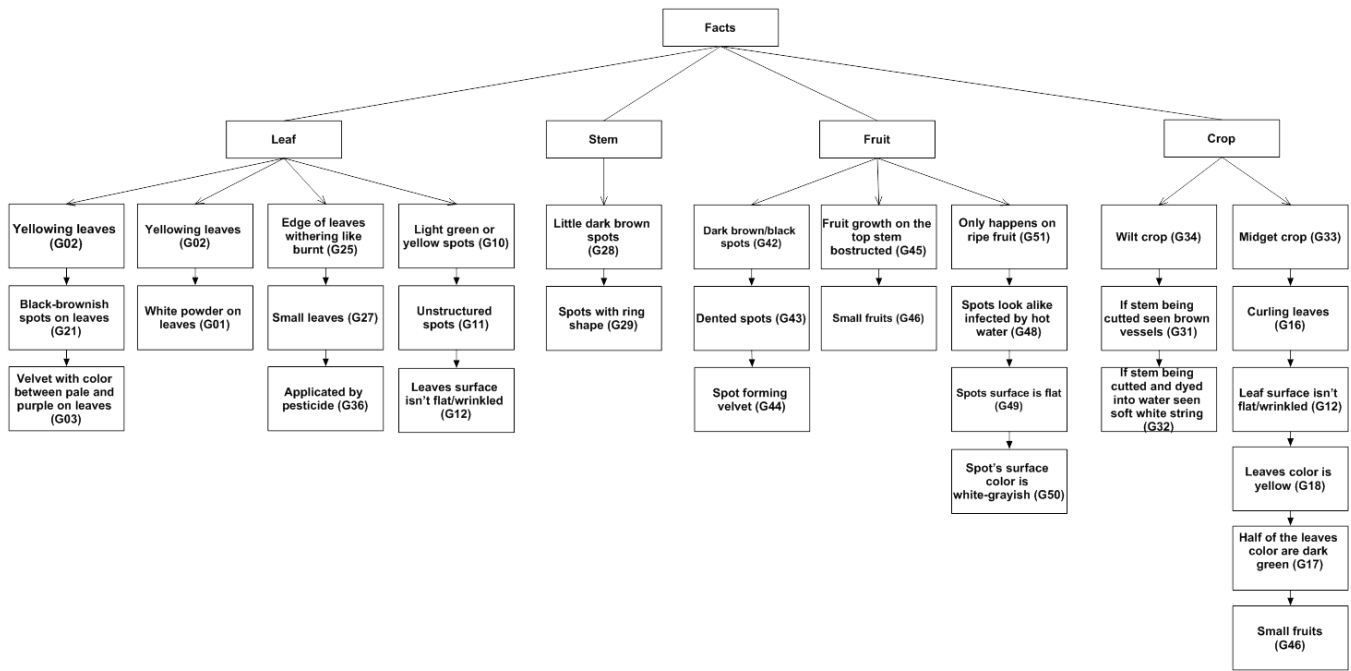 Facts
Leaf
Stem
Fruit
Crop
Yellowing leaves
(G02)
Yellowing leaves
(G02)
Edge of leaves
withering like
burnt (G25)
Light green or
yellow spots (G10)
Little dark brown
spots
(G28)
Dark brown/black
spots (G42)
Fruit growth on the
top stem
bostructed (G45)
Only happens on
ripe fruit (G51)
Wilt crop (G34)
Midget crop (G33)
Black-brownish
spots on leaves
(G21)
White powder on
leaves (G01)
Small leaves (G27)
Unstructured
spots (G11)
Spots with ring
shape (G29)
Dented spots (G43)
Small fruits (G46)
Spots look alike
infected by hot
water (G48)
If stem being
cutted seen brown
vessels
(G31)
Curling leaves
(G16)
Velvet with color
between pale and
purple on leaves
(G03)
Applicated by
pesticide (G36)
Leaves surface
isn't flat/wrinkled
(G12)
Spot forming
velvet (G44)
Spots surface is flat
(G49)
If stem being
cutted and dyed
into water seen
soft white string
(G32)
Leaf surface isn't
flat/wrinkled (G12)
Spot's surface
color is
white-grayish (G50)
Leaves color is
yellow (G18)
Half of the leaves
color are dark
green (G17)
Small fruits
(G46)